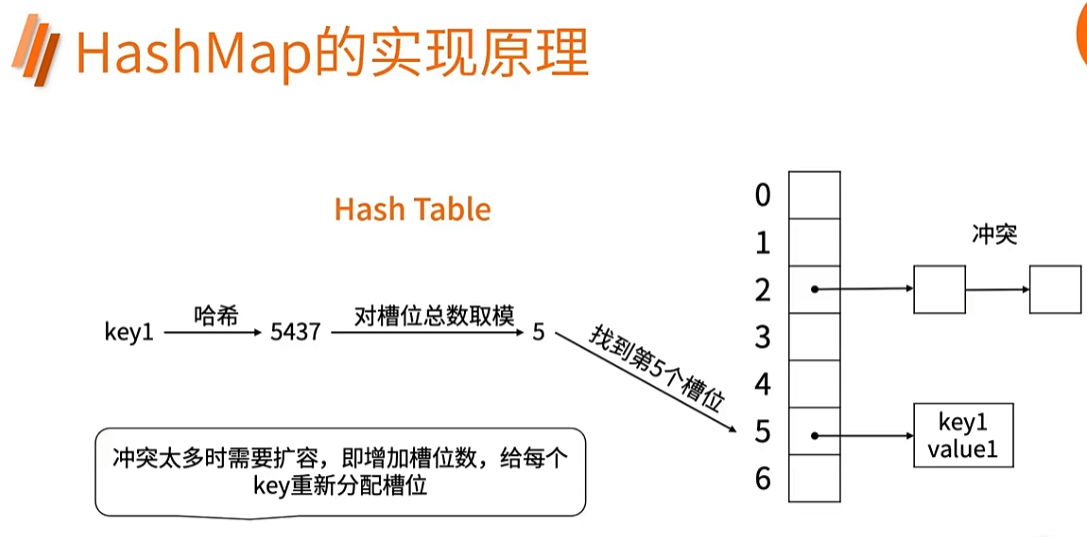 HashMap的实现原理
Hash Table
0
1
2
3
4
5
6
冲突
key1
哈希
5437
对槽位总数取模
5
找到第5个槽位
key1
value1
冲突太多时需要扩容，即增加槽位数，给每个
key重新分配槽位